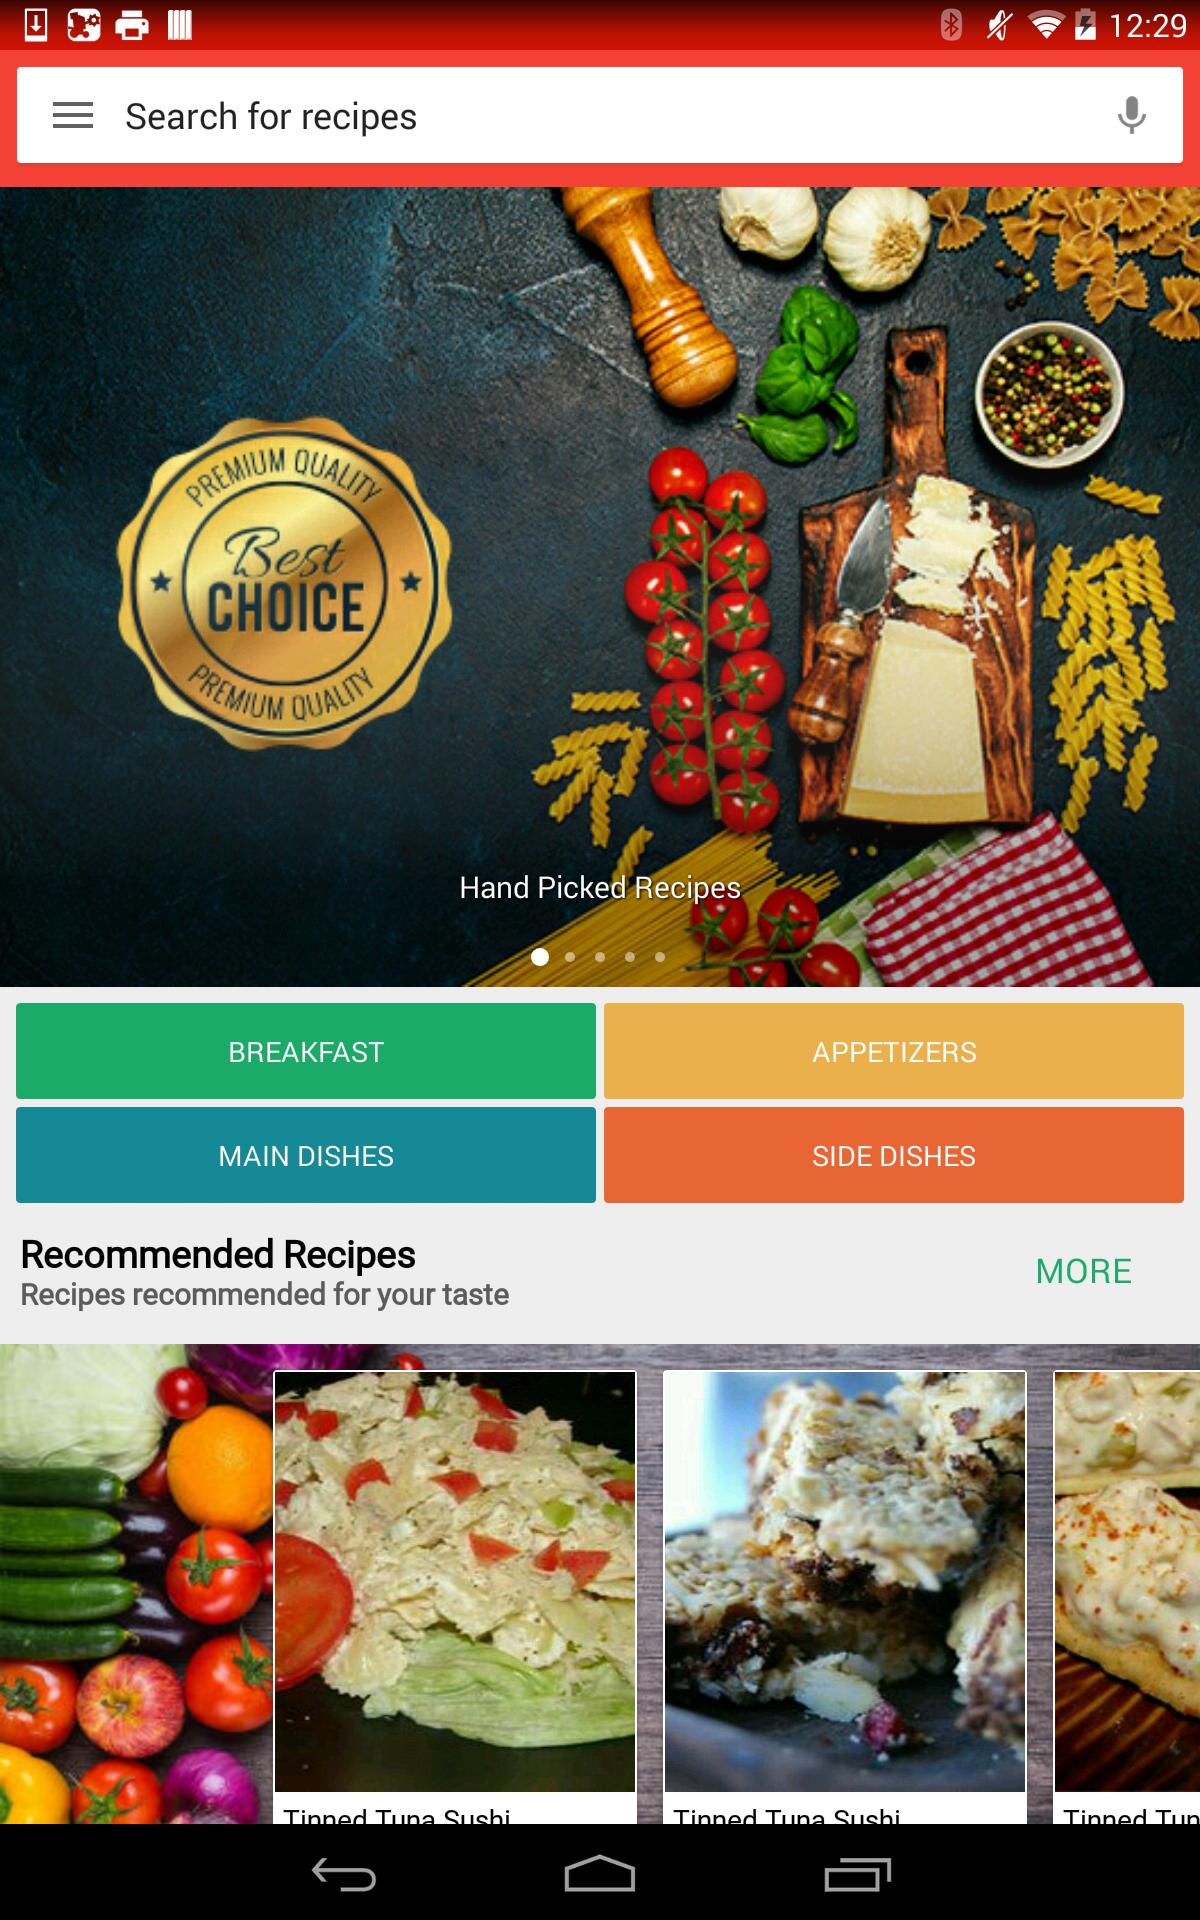 12:29
Search for recipes
PREMIUM QUALITY
Best
CHOICE
PREMIUM QUALITY
Hand Picked Recipes
BREAKFAST
APPETIZERS
MAIN DISHES
SIDE DISHES
Recommended Recipes
MORE
Recipes recommended for your taste
Tinned Tuna Sushi
Tinned Tuna Sushi
Tinned Tun